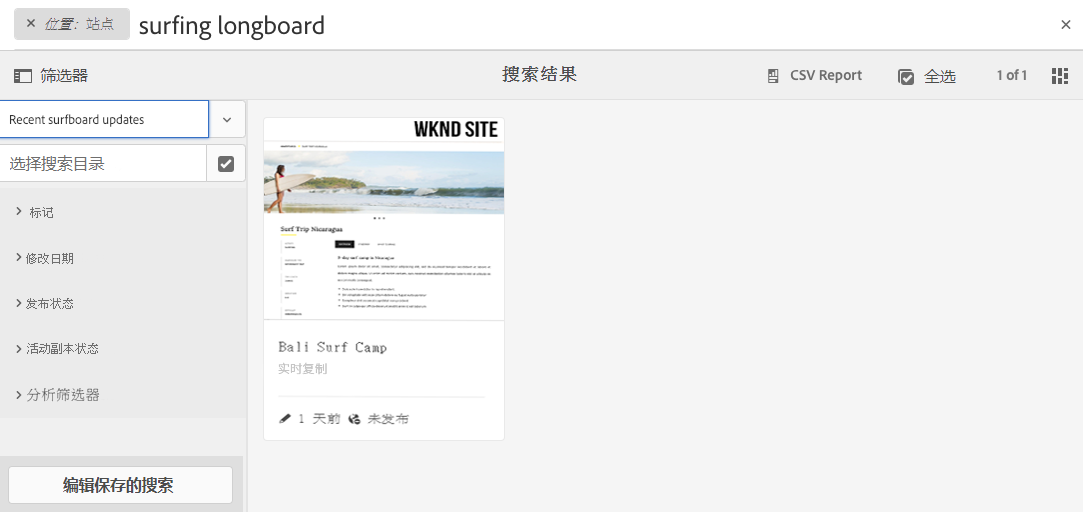 位置: 站点
surfing longboard
筛选器
搜索结果
CSV Report
全选
1 of 1
Recent surfboard updates
选择搜索目录
标记
修改日期
发布状态
活动副本状态
分析筛选器
编辑保存的搜索
WKND SITE
Surf Trip Nicaragua
Bali Surf Camp
实时复制
1 天前
未发布